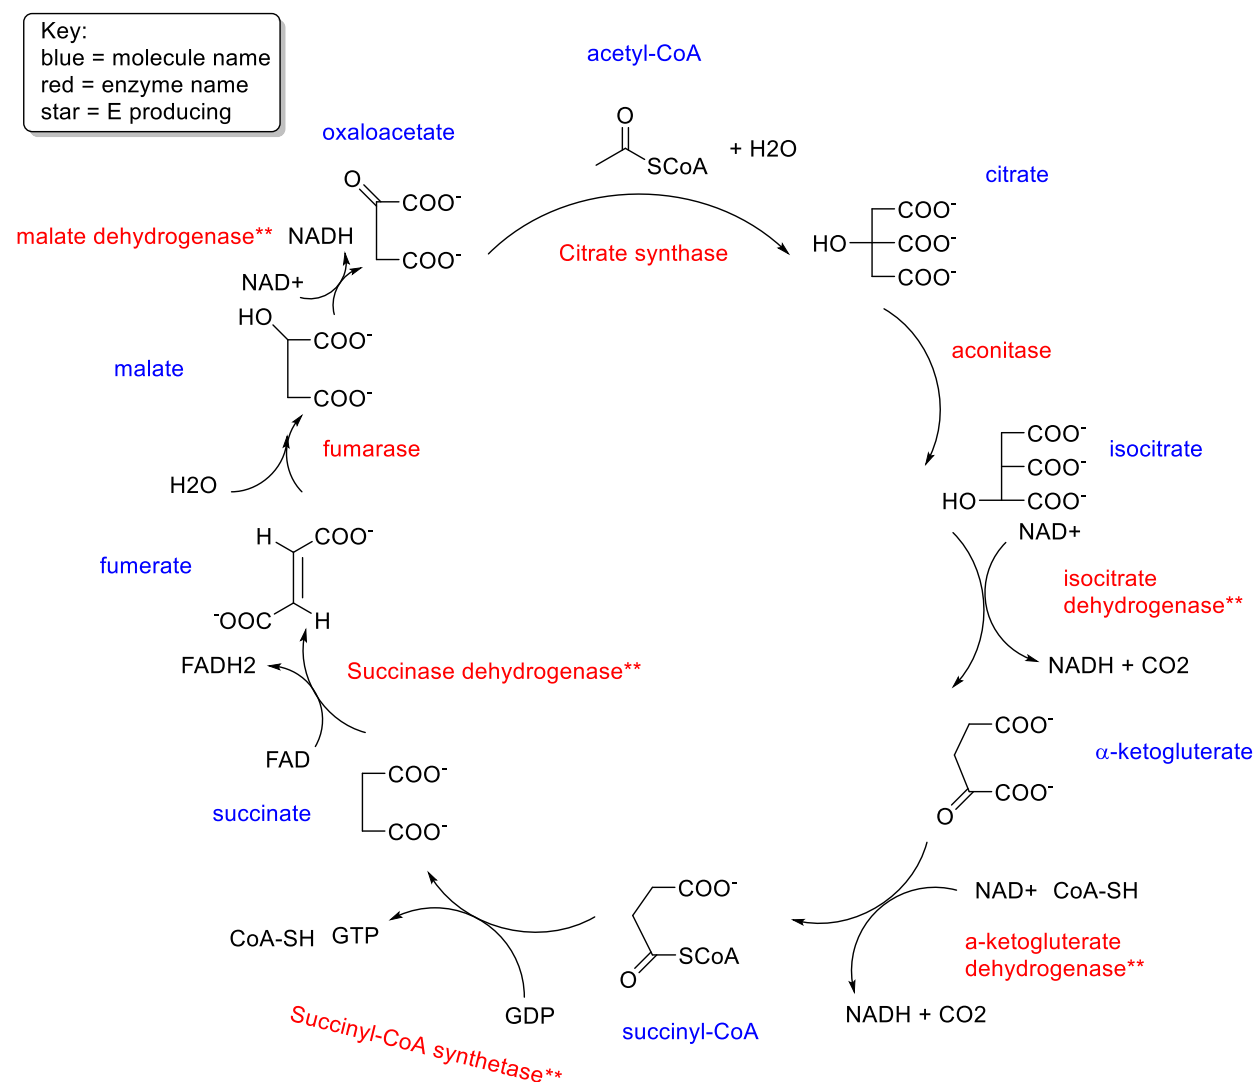 Key:
blue = molecule name
red = enzyme name
star = E producing
acetyl-CoA
O
SCoA
+ H2O
oxaloacetate
O
COO-
COO-
citrate
COO-
HO
COO-
COO-
Citrate synthase
malate dehydrogenase**
NADH
NAD+
aconitase
HO
COO-
COO-
malate
isocitrate
COO-
COO-
HO
COO-
NAD+
fumarase
H2O
isocitrate
dehydrogenase**
NADH + CO2
H
COO-
fumerate
-OOC
H
FADH2
Succinase dehydrogenase**
FAD
COO-
α-ketogluterate
COO-
O
COO-
succinate
COO-
NAD+
CoA-SH
a-ketogluterate
dehydrogenase**
NADH + CO2
COO-
SCoA
O
succinyl-CoA
CoA-SH
GTP
GDP
Succinyl-CoA synthetase**